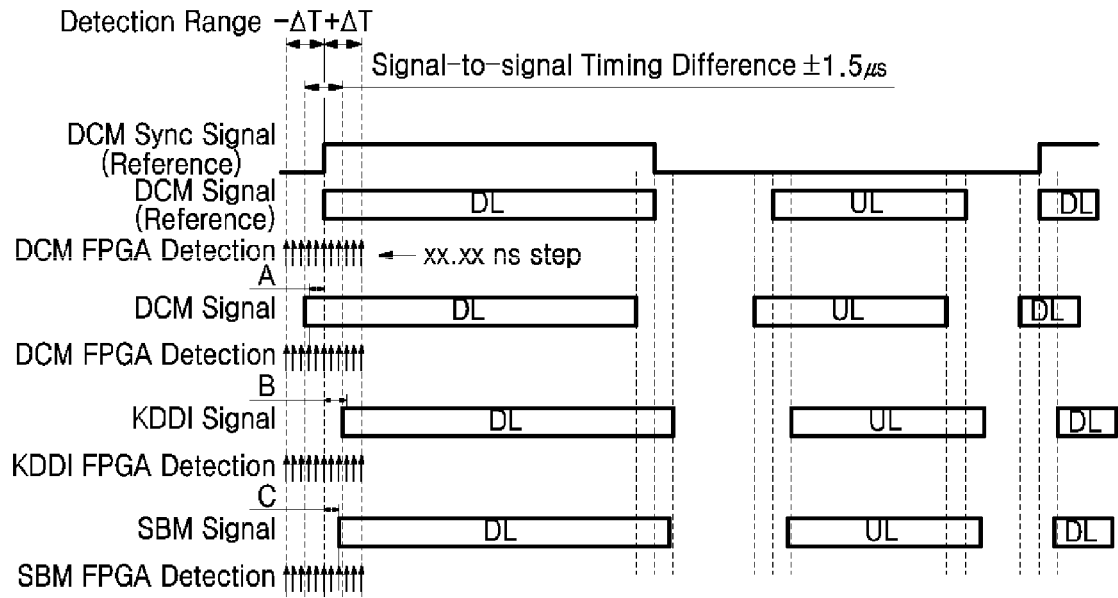 Detection Range -ΔT+ΔT
Signal-to-signal Timing Difference ±1.5μs
DCM Sync Signal
(Reference)
DCM Signal
(Reference)
DL
UL
DL
DCM FPGA Detection
xx.xx ns step
A
DCM Signal
DL
UL
DL
DCM FPGA Detection
B
KDDI Signal
DL
UL
DL
KDDI FPGA Detection
C
SBM Signal
DL
UL
DL
SBM FPGA Detection